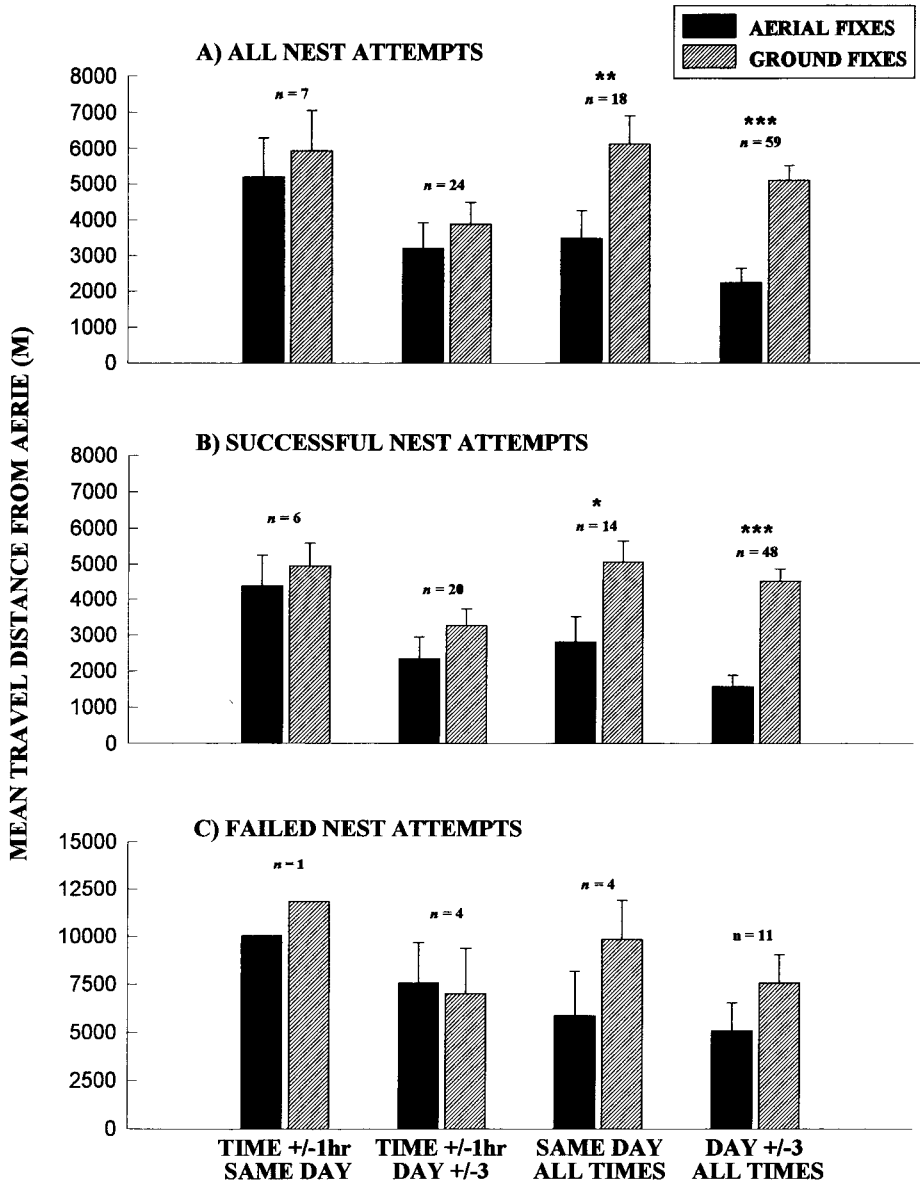 AERIAL FIXES
GROUND FIXES
A) ALL NEST ATTEMPTS
8000
7000
6000
5000
4000
3000
2000
1000
0
n = 7
n = 24
**
n = 18
***
n = 59
MEAN TRAVEL DISTANCE FROM AERIE (M)
B) SUCCESSFUL NEST ATTEMPTS
8000
7000
6000
5000
4000
3000
2000
1000
0
n = 6
n = 20
*
n = 14
***
n = 48
C) FAILED NEST ATTEMPTS
15000
12500
10000
7500
5000
2500
0
n = 1
n = 4
n = 4
n = 11
TIME +/-1hr
SAME DAY
TIME +/-1hr
DAY +/-3
SAME DAY
ALL TIMES
DAY +/-3
ALL TIMES